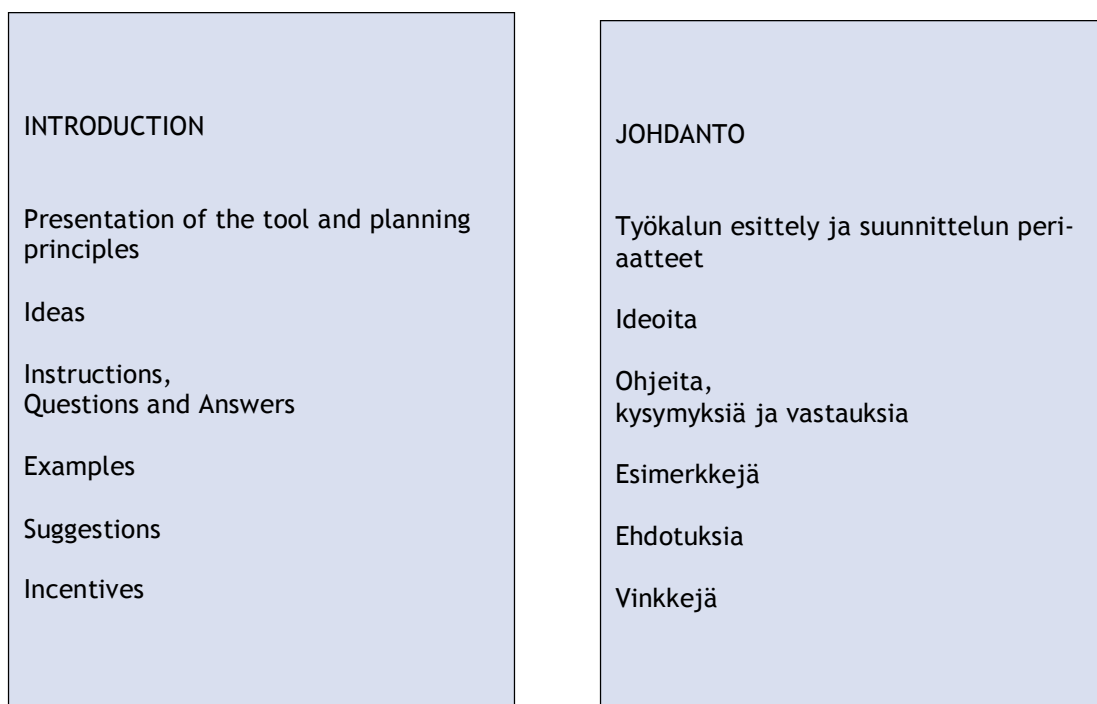 INTRODUCTION
Presentation of the tool and planning
principles
Ideas
Instructions,
Questions and Answers
Examples
Suggestions
Incentives
JOHDANTO
Työkalun esittely ja suunnittelun peri-
aatteet
Ideoita
Ohjeita,
kysymyksiä ja vastauksia
Esimerkkejä
Ehdotuksia
Vinkkejä